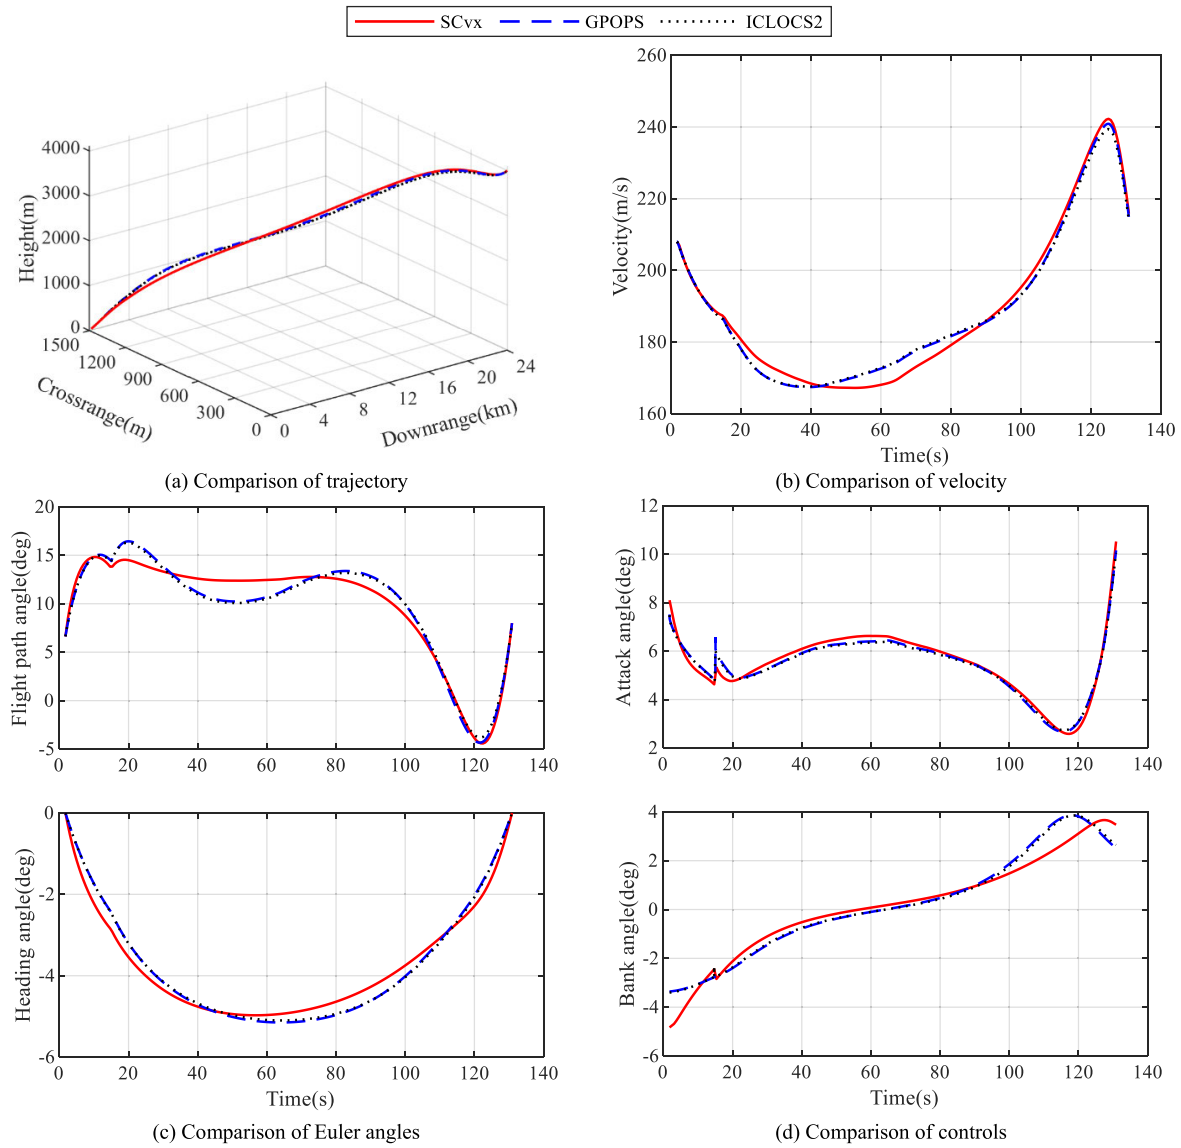 SCvx GPOPS ICLOCS2
4000
3000
2000
1000
0
Height(m)
1500
1200
900
600
300
0
Crossrange(m)
0
4
8
12
16
20
24
Downrange(km)
(a) Comparison of trajectory
260
240
220
200
180
160
Velocity(m/s)
0 20 40 60 80 100 120 140
Time(s)
(b) Comparison of velocity
20
15
10
5
0
-5
Flight path angle(deg)
0 20 40 60 80 100 120 140
0
-2
-4
-6
Heading angle(deg)
0 20 40 60 80 100 120 140
Time(s)
(c) Comparison of Euler angles
12
10
8
6
4
2
Attack angle(deg)
0 20 40 60 80 100 120 140
4
2
0
-2
-4
-6
Bank angle(deg)
0 20 40 60 80 100 120 140
Time(s)
(d) Comparison of controls